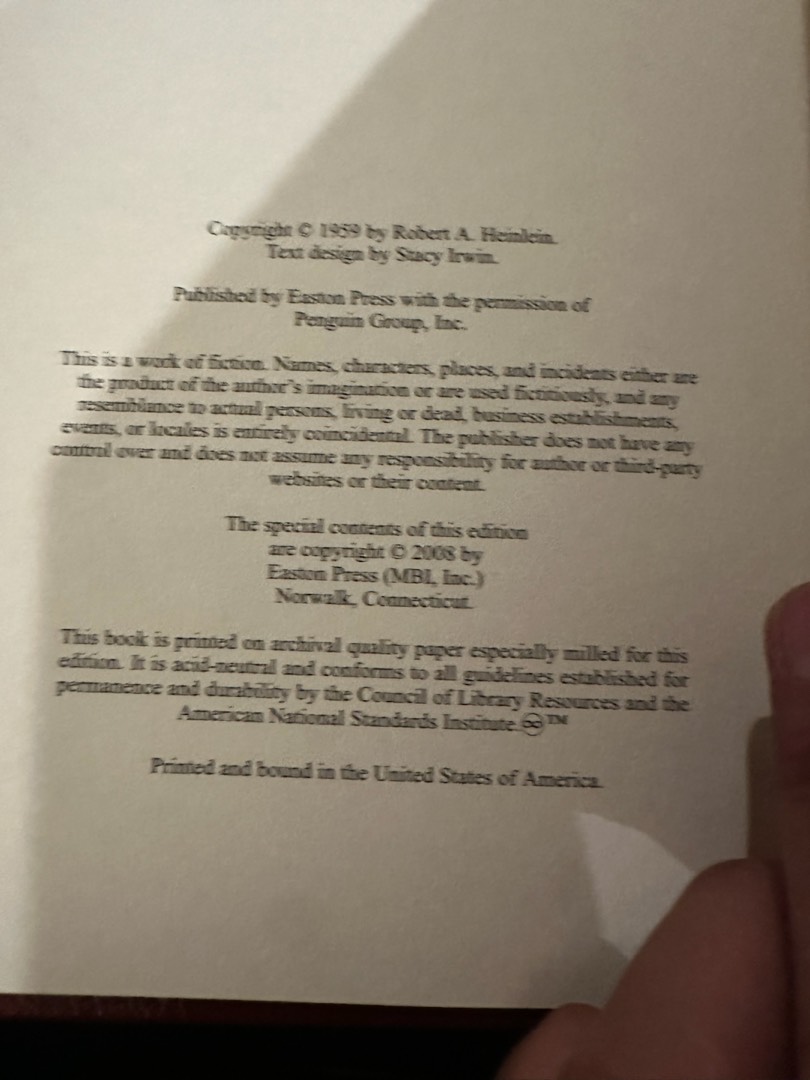 Copyright © 1959 by Robert A. Heinlein.
Text design by Stacy Irwin.
Published by Easton Press with the permission of
Penguin Group, Inc.
This is a work of fiction. Names, characters, places, and incidents either are
the product of the author's imagination or are used fictitiously, and any
resemblance to actual persons, living or dead, business establishments,
events, or locales is entirely coincidental. The publisher does not have any
control over and does not assume any responsibility for author or third-party
websites or their content.
The special contents of this edition
are copyright © 2008 by
Easton Press (MBI, Inc.)
Norwalk, Connecticut.
This book is printed on archival quality paper especially milled for this
edition. It is acid-neutral and conforms to all guidelines established for
permanence and durability by the Council of Library Resources and the
American National Standards Institute.♾™
Printed and bound in the United States of America.